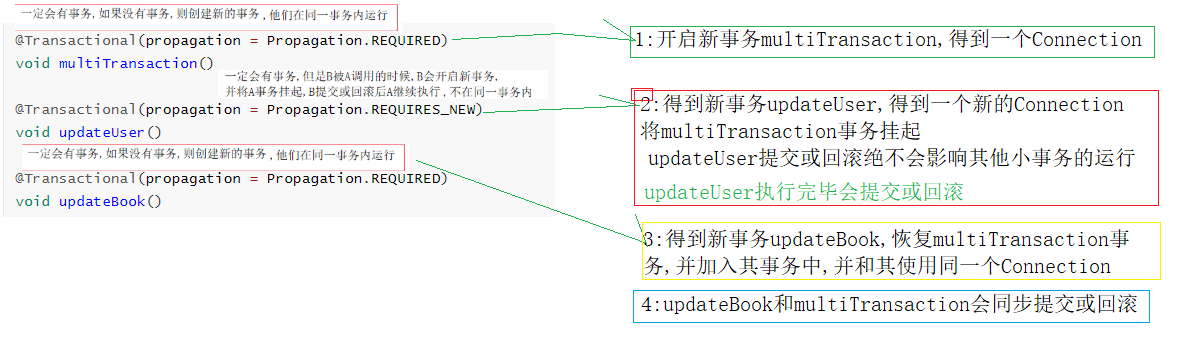 一定会有事务,如果没有事务,则创建新的事务,他们在同一事务内运行
@Transactional(propagation = Propagation.REQUIRED)
void multiTransaction()
一定会有事务,但是B被A调用的时候,B会开启新事务,
并将A事务挂起,B提交或回滚后A继续执行,不在同一事务内
@Transactional(propagation = Propagation.REQUIRES_NEW)
void updateUser()
一定会有事务,如果没有事务,则创建新的事务,他们在同一事务内运行
@Transactional(propagation = Propagation.REQUIRED)
void updateBook()
1:开启新事务multiTransaction,得到一个Connection
2:得到新事务updateUser,得到一个新的Connection
将multiTransaction事务挂起
updateUser提交或回滚绝不会影响其他小事务的运行
updateUser执行完毕会提交或回滚
3:得到新事务updateBook,恢复multiTransaction事
务,并加入其事务中,并和其使用同一个Connection
4:updateBook和multiTransaction会同步提交或回滚